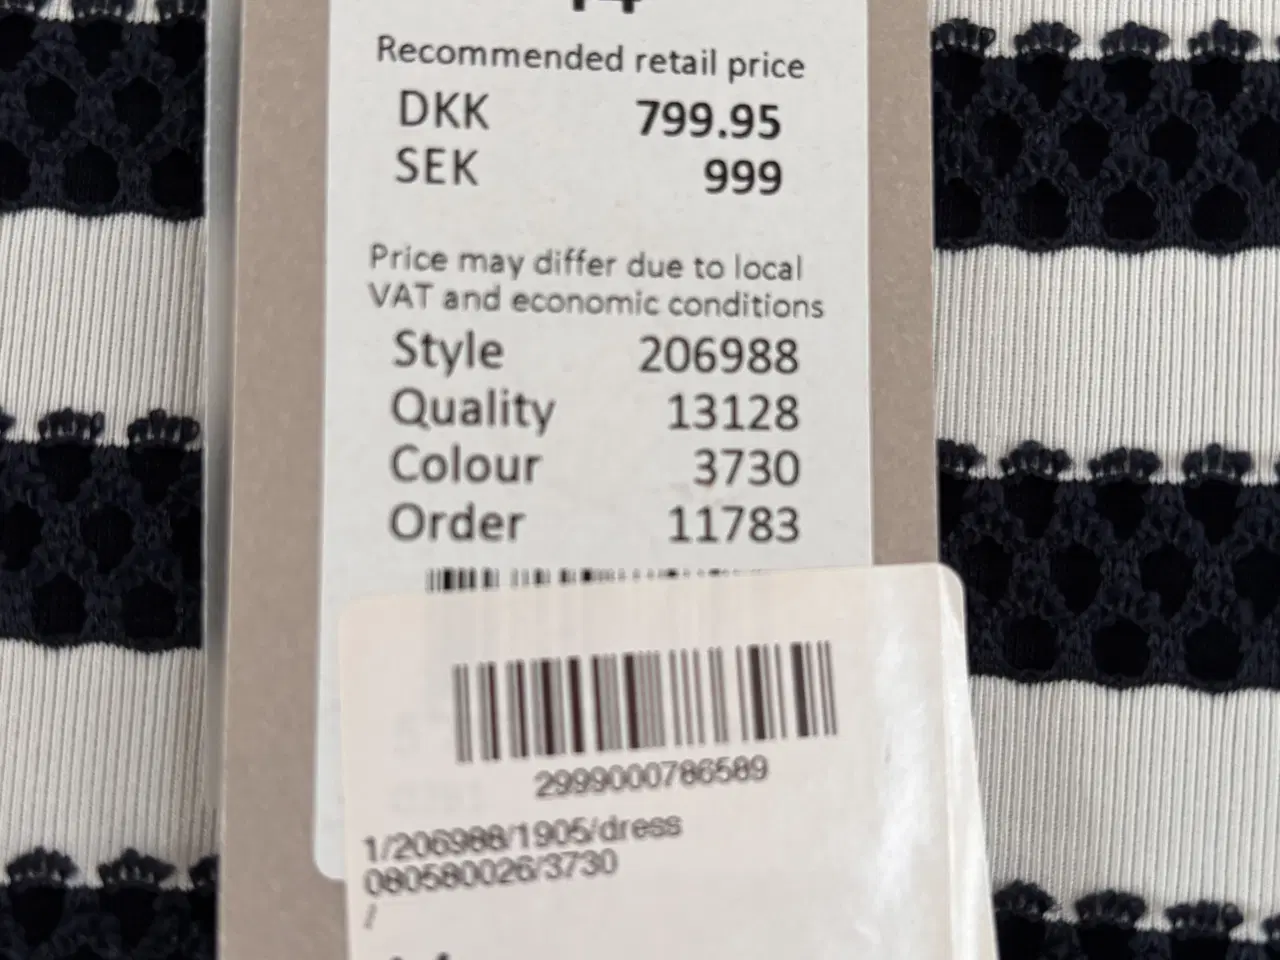 Recommended retail price
DKK 799.95
SEK 999
Price may differ due to local
VAT and economic conditions
Style 206988
Quality 13128
Colour 3730
Order 11783
2999000786589
1/206988/1905/dress
080580026/3730
/